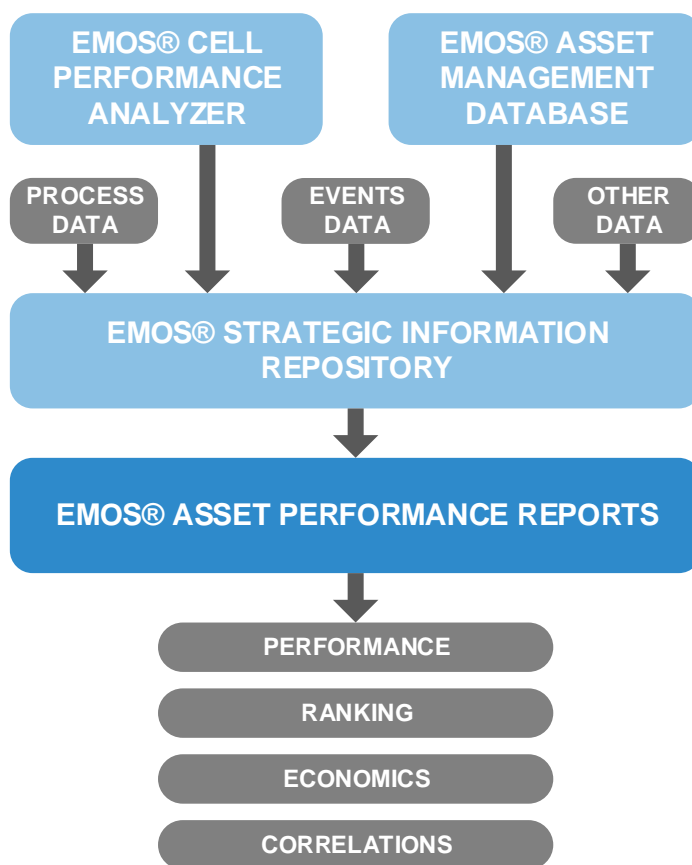 EMOS® CELL
PERFORMANCE
ANALYZER
EMOS® ASSET
MANAGEMENT
DATABASE
PROCESS
DATA
EVENTS
DATA
OTHER
DATA
EMOS® STRATEGIC INFORMATION
REPOSITORY
EMOS® ASSET PERFORMANCE REPORTS
PERFORMANCE
RANKING
ECONOMICS
CORRELATIONS